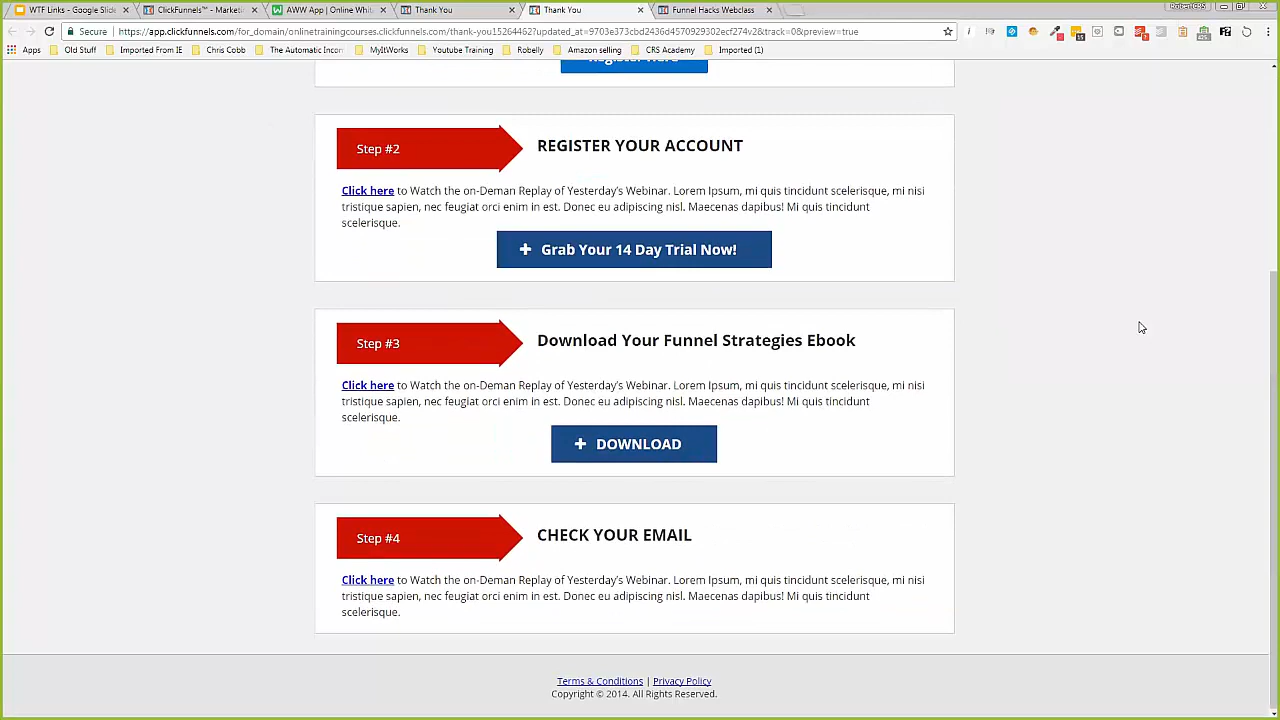 WTF Links - Google Slide
ClickFunnels™ - Marketi
AWW App | Online Whit
Thank You
Thank You
Funnel Hacks Webclass
Secure
https://app.clickfunnels.com/for_domain/onlinetrainingcourses.clickfunnels.com/thank-you15264462?updated_at=9703e373cbd2436d4570929302ecf274v2&track=0&preview=true
Apps
Old Stuff
Imported From IE
Chris Cobb
The Automatic Incon
MyItWorks
Youtube Training
Robelly
Amazon selling
CRS Academy
Imported (1)
Register Here
Step #2
REGISTER YOUR ACCOUNT
Click here to Watch the on-Deman Replay of Yesterday's Webinar. Lorem Ipsum, mi quis tincidunt scelerisque, mi nisi
tristique sapien, nec feugiat orci enim in est. Donec eu adipiscing nisl. Maecenas dapibus! Mi quis tincidunt
scelerisque.
Grab Your 14 Day Trial Now!
Step #3
Download Your Funnel Strategies Ebook
Click here to Watch the on-Deman Replay of Yesterday's Webinar. Lorem Ipsum, mi quis tincidunt scelerisque, mi nisi
tristique sapien, nec feugiat orci enim in est. Donec eu adipiscing nisl. Maecenas dapibus! Mi quis tincidunt
scelerisque.
DOWNLOAD
Step #4
CHECK YOUR EMAIL
Click here to Watch the on-Deman Replay of Yesterday's Webinar. Lorem Ipsum, mi quis tincidunt scelerisque, mi nisi
tristique sapien, nec feugiat orci enim in est. Donec eu adipiscing nisl. Maecenas dapibus! Mi quis tincidunt
scelerisque.
Terms & Conditions | Privacy Policy
Copyright © 2014. All Rights Reserved.